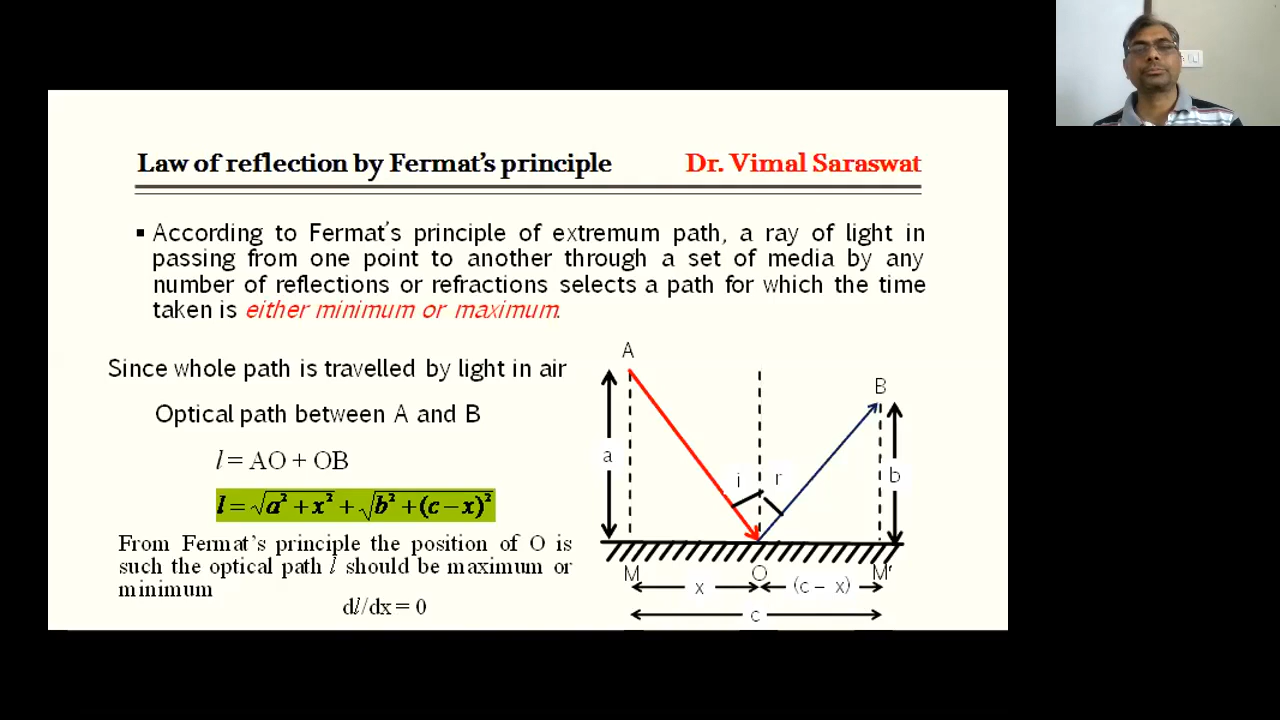 Law of reflection by Fermat's principle Dr. Vimal Saraswat
▪ According to Fermat's principle of extremum path, a ray of light in
passing from one point to another through a set of media by any
number of reflections or refractions selects a path for which the time
taken is either minimum or maximum.
Since whole path is travelled by light in air
Optical path between A and B
l = AO + OB
l = √a² + x² + √b² + (c − x)²
From Fermat's principle the position of O is
such the optical path l should be maximum or
minimum
dl/dx = 0
A
B
a
i
r
b
M
O
M'
x
(c – x)
c